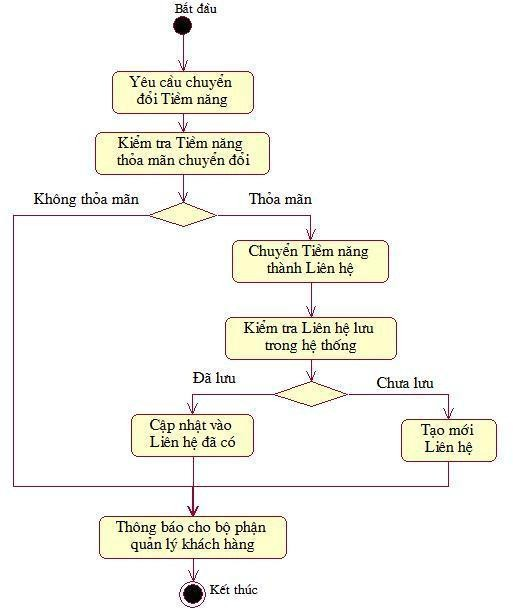 Bắt đầu
Yêu cầu chuyển
đổi Tiềm năng
Kiểm tra Tiềm năng
thỏa mãn chuyển đổi
Không thỏa mãn
Thỏa mãn
Chuyển Tiềm năng
thành Liên hệ
Kiểm tra Liên hệ lưu
trong hệ thống
Đã lưu
Chưa lưu
Cập nhật vào
Liên hệ đã có
Tạo mới
Liên hệ
Thông báo cho bộ phận
quản lý khách hàng
Kết thúc